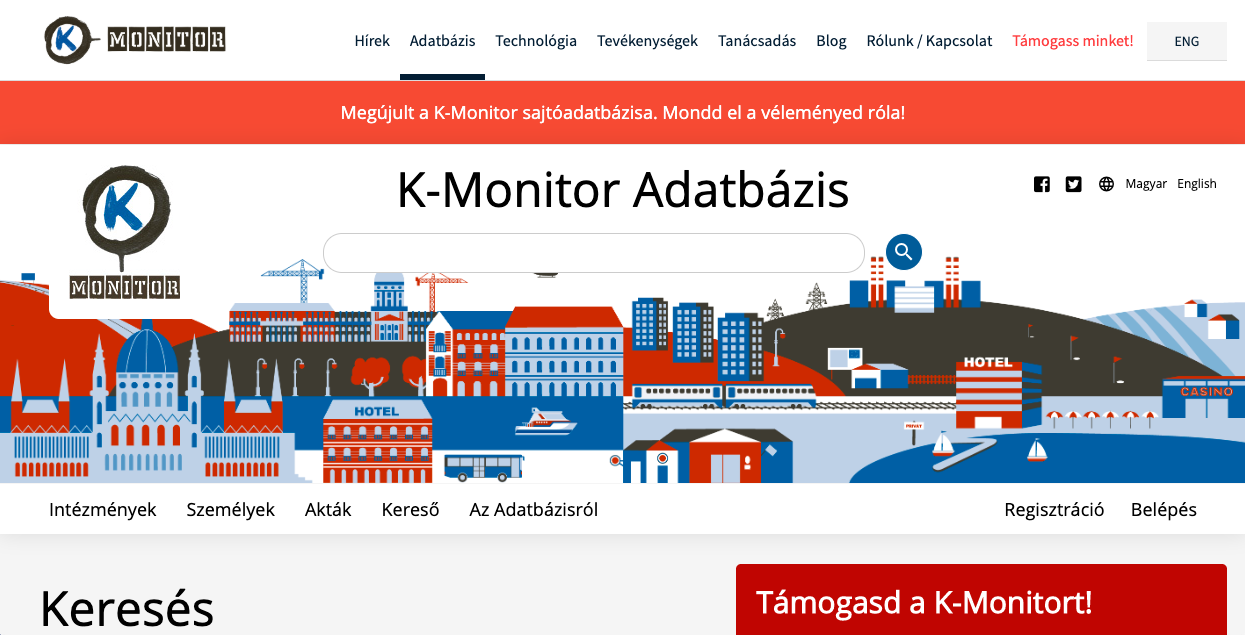 K
MONITOR
Hírek Adatbázis Technológia Tevékenységek Tanácsadás Blog Rólunk / Kapcsolat Támogass minket! ENG
Megújult a K-Monitor sajtóadatbázisa. Mondd el a véleményed róla!
K
MONITOR
K-Monitor Adatbázis
Magyar English
HOTEL
CASINO
HOTEL
PRIVÁT
Intézmények Személyek Akták Kereső Az Adatbázisról Regisztráció Belépés
Keresés
Támogasd a K-Monitort!